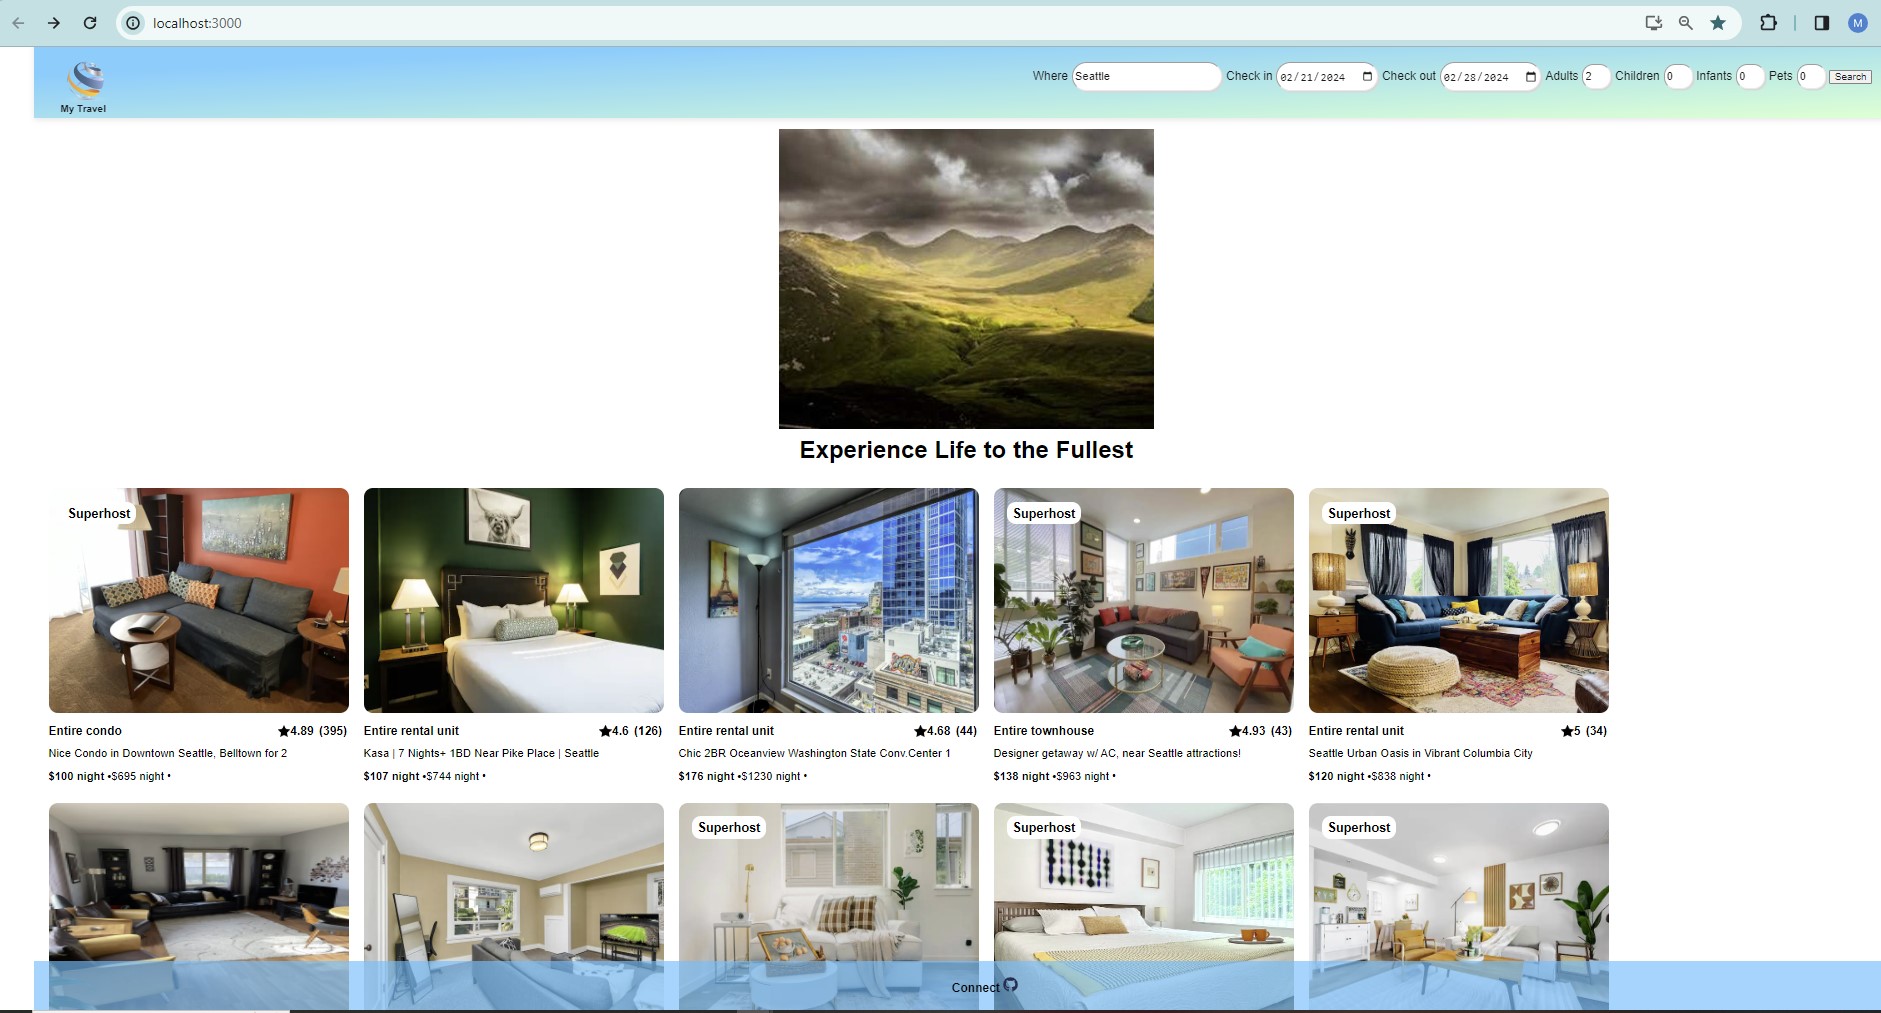 localhost:3000
M
My Travel
Where Seattle Check in 02/21/2024 Check out 02/28/2024 Adults 2 Children 0 Infants 0 Pets 0 Search
Experience Life to the Fullest
Superhost
Superhost
Superhost
Entire condo ★4.89 (395)
Nice Condo in Downtown Seattle, Belltown for 2
$100 night •$695 night •
Entire rental unit ★4.6 (126)
Kasa | 7 Nights+ 1BD Near Pike Place | Seattle
$107 night •$744 night •
Entire rental unit ★4.68 (44)
Chic 2BR Oceanview Washington State Conv.Center 1
$176 night •$1230 night •
Entire townhouse ★4.93 (43)
Designer getaway w/ AC, near Seattle attractions!
$138 night •$963 night •
Entire rental unit ★5 (34)
Seattle Urban Oasis in Vibrant Columbia City
$120 night •$838 night •
Superhost
Superhost
Superhost
Connect